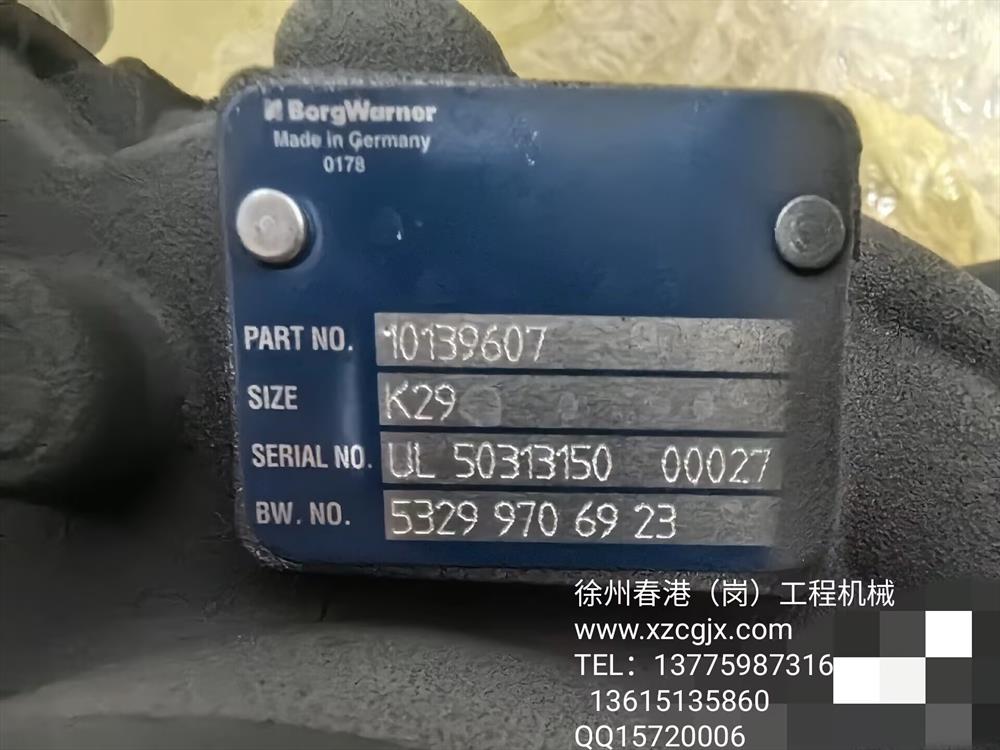 BorgWarner
Made in Germany
0178
PART NO. 10139607
SIZE K29
SERIAL NO. UL 50313150 00027
BW. NO. 5329 970 69 23
徐州春港（岗）工程机械
www.xzcgjx.com
TEL：13775987316
13615135860
QQ15720006